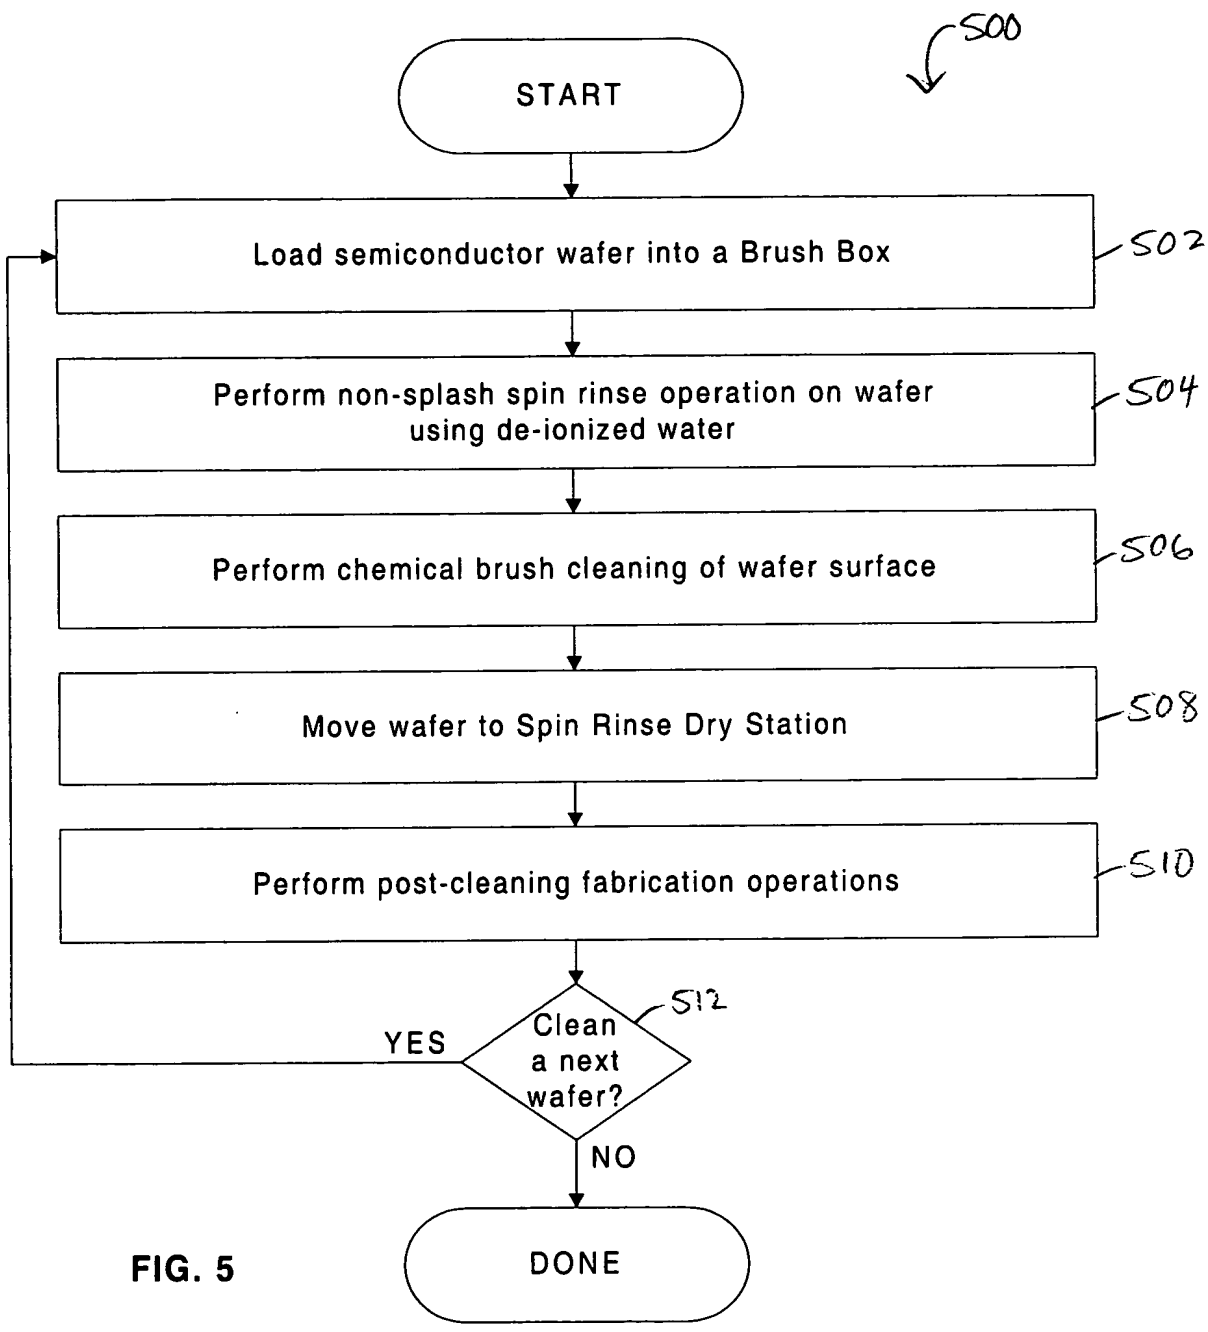 500
START
Load semiconductor wafer into a Brush Box
502
Perform non-splash spin rinse operation on wafer
using de-ionized water
504
Perform chemical brush cleaning of wafer surface
506
Move wafer to Spin Rinse Dry Station
508
Perform post-cleaning fabrication operations
510
512
Clean
a next
wafer?
YES
NO
DONE
FIG. 5